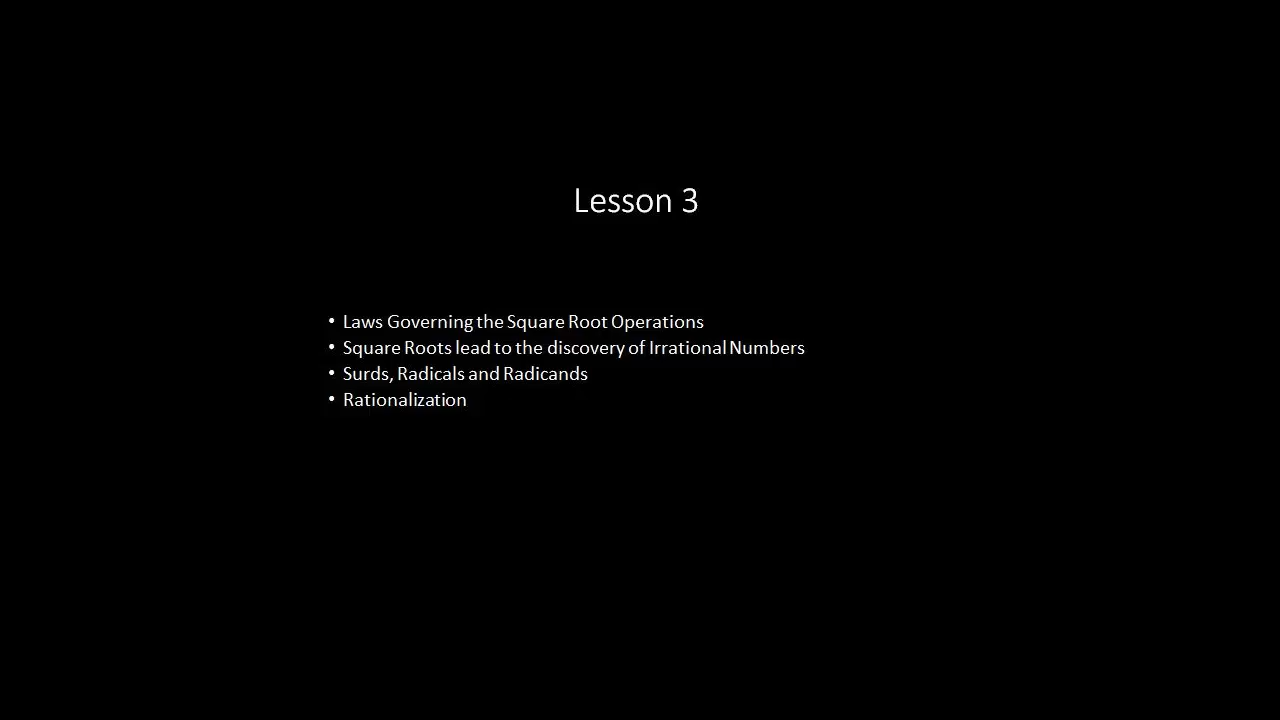 Lesson 3
• Laws Governing the Square Root Operations
• Square Roots lead to the discovery of Irrational Numbers
• Surds, Radicals and Radicands
• Rationalization